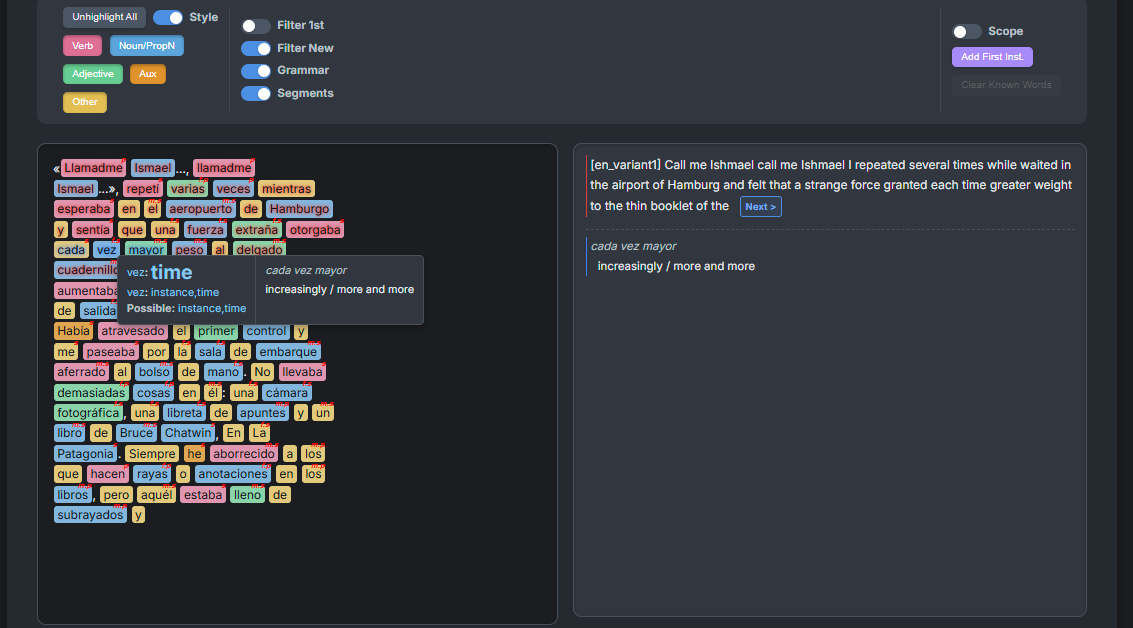 Unhighlight All
Style
Verb
Noun/PropN
Adjective
Aux
Other
Filter 1st
Filter New
Grammar
Segments
Scope
Add First Inst.
Clear Known Words
«Llamadme Ismael..., llamadme
Ismael...», repetí varias veces mientras
esperaba en el aeropuerto de Hamburgo
y sentía que una fuerza extraña otorgaba
cada vez mayor peso al delgado
cuadernillo
aumentaba
de salida
Había atravesado el primer control y
me paseaba por la sala de embarque
aferrado al bolso de mano. No llevaba
demasiadas cosas en él: una cámara
fotográfica, una libreta de apuntes y un
libro de Bruce Chatwin, En La
Patagonia. Siempre he aborrecido a los
que hacen rayas o anotaciones en los
libros, pero aquél estaba lleno de
subrayados y
vez: time
vez: instance,time
Possible: instance,time
cada vez mayor
increasingly / more and more
[en_variant1] Call me Ishmael call me Ishmael I repeated several times while waited in
the airport of Hamburg and felt that a strange force granted each time greater weight
to the thin booklet of the Next >
cada vez mayor
increasingly / more and more